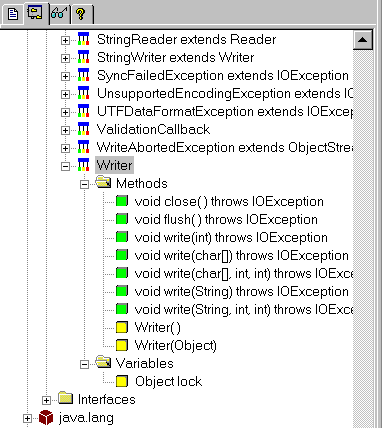 StringReader extends Reader
StringWriter extends Writer
SyncFailedException extends IOException
UnsupportedEncodingException extends IO
UTFDataFormatException extends IOExcep
ValidationCallback
WriteAbortedException extends ObjectStrea
Writer
Methods
void close( ) throws IOException
void flush( ) throws IOException
void write(int) throws IOException
void write(char[]) throws IOException
void write(char[], int, int) throws IOExce
void write(String) throws IOException
void write(String, int, int) throws IOExce
Writer( )
Writer(Object)
Variables
Object lock
Interfaces
java.lang